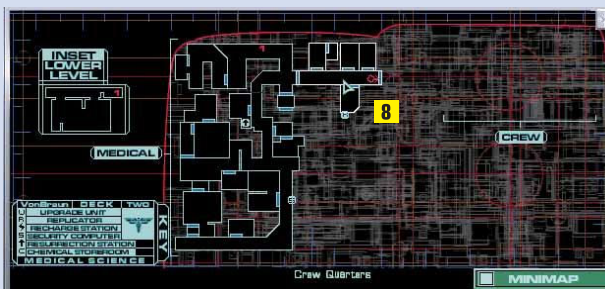 INSET
LOWER
LEVEL
8
MEDICAL
CREW
VonBraun DECK TWO
U UPGRADE UNIT
R REPLICATOR
RECHARGE STATION
S SECURITY COMPUTER
RESURRECTION STATION
C CHEMICAL STOREROOM
MEDICAL SCIENCE
KEY
Crew Quarters
MINIMAP